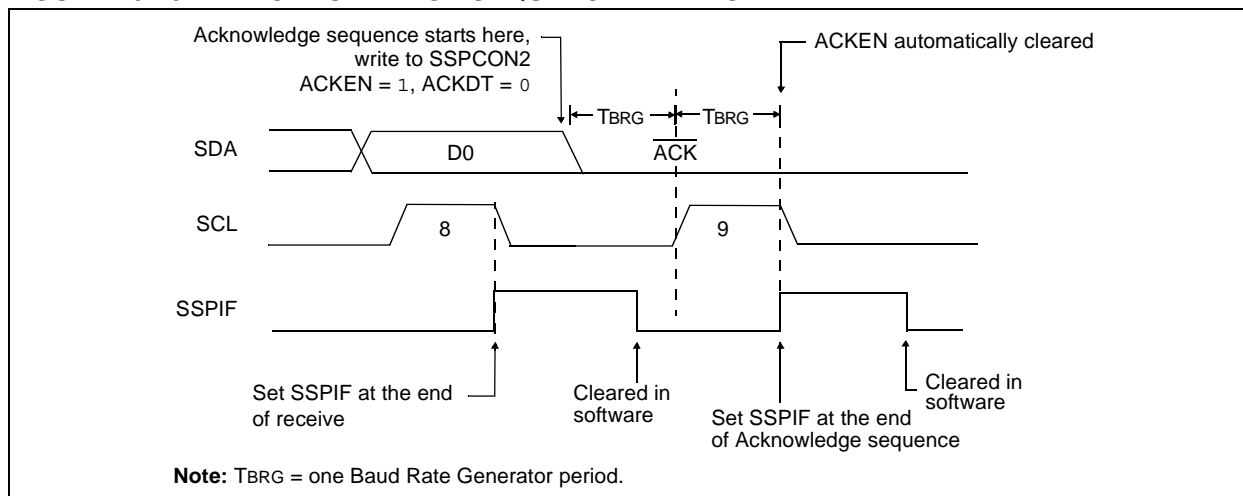 Acknowledge sequence starts here,
write to SSPCON2
ACKEN = 1, ACKDT = 0
ACKEN automatically cleared
TBRG
TBRG
SDA
D0
ACK
SCL
8
9
SSPIF
Set SSPIF at the end
of receive
Cleared in
software
Set SSPIF at the end
of Acknowledge sequence
Cleared in
software
Note: TBRG = one Baud Rate Generator period.